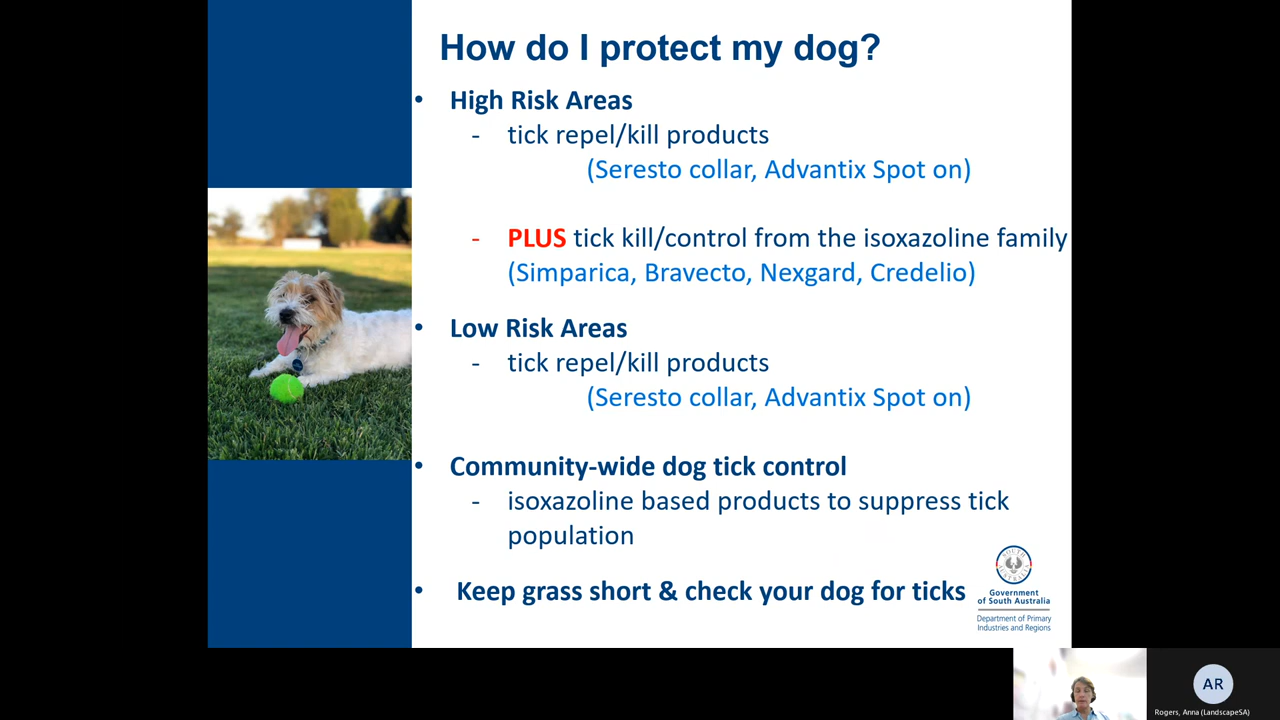 How do I protect my dog?
• High Risk Areas
- tick repel/kill products
(Seresto collar, Advantix Spot on)
- PLUS tick kill/control from the isoxazoline family
(Simparica, Bravecto, Nexgard, Credelio)
• Low Risk Areas
- tick repel/kill products
(Seresto collar, Advantix Spot on)
• Community-wide dog tick control
- isoxazoline based products to suppress tick
population
• Keep grass short & check your dog for ticks
SOUTH AUSTRALIA
Government
of South Australia
Department of Primary
Industries and Regions
AR
Rogers, Anna (LandscapeSA)